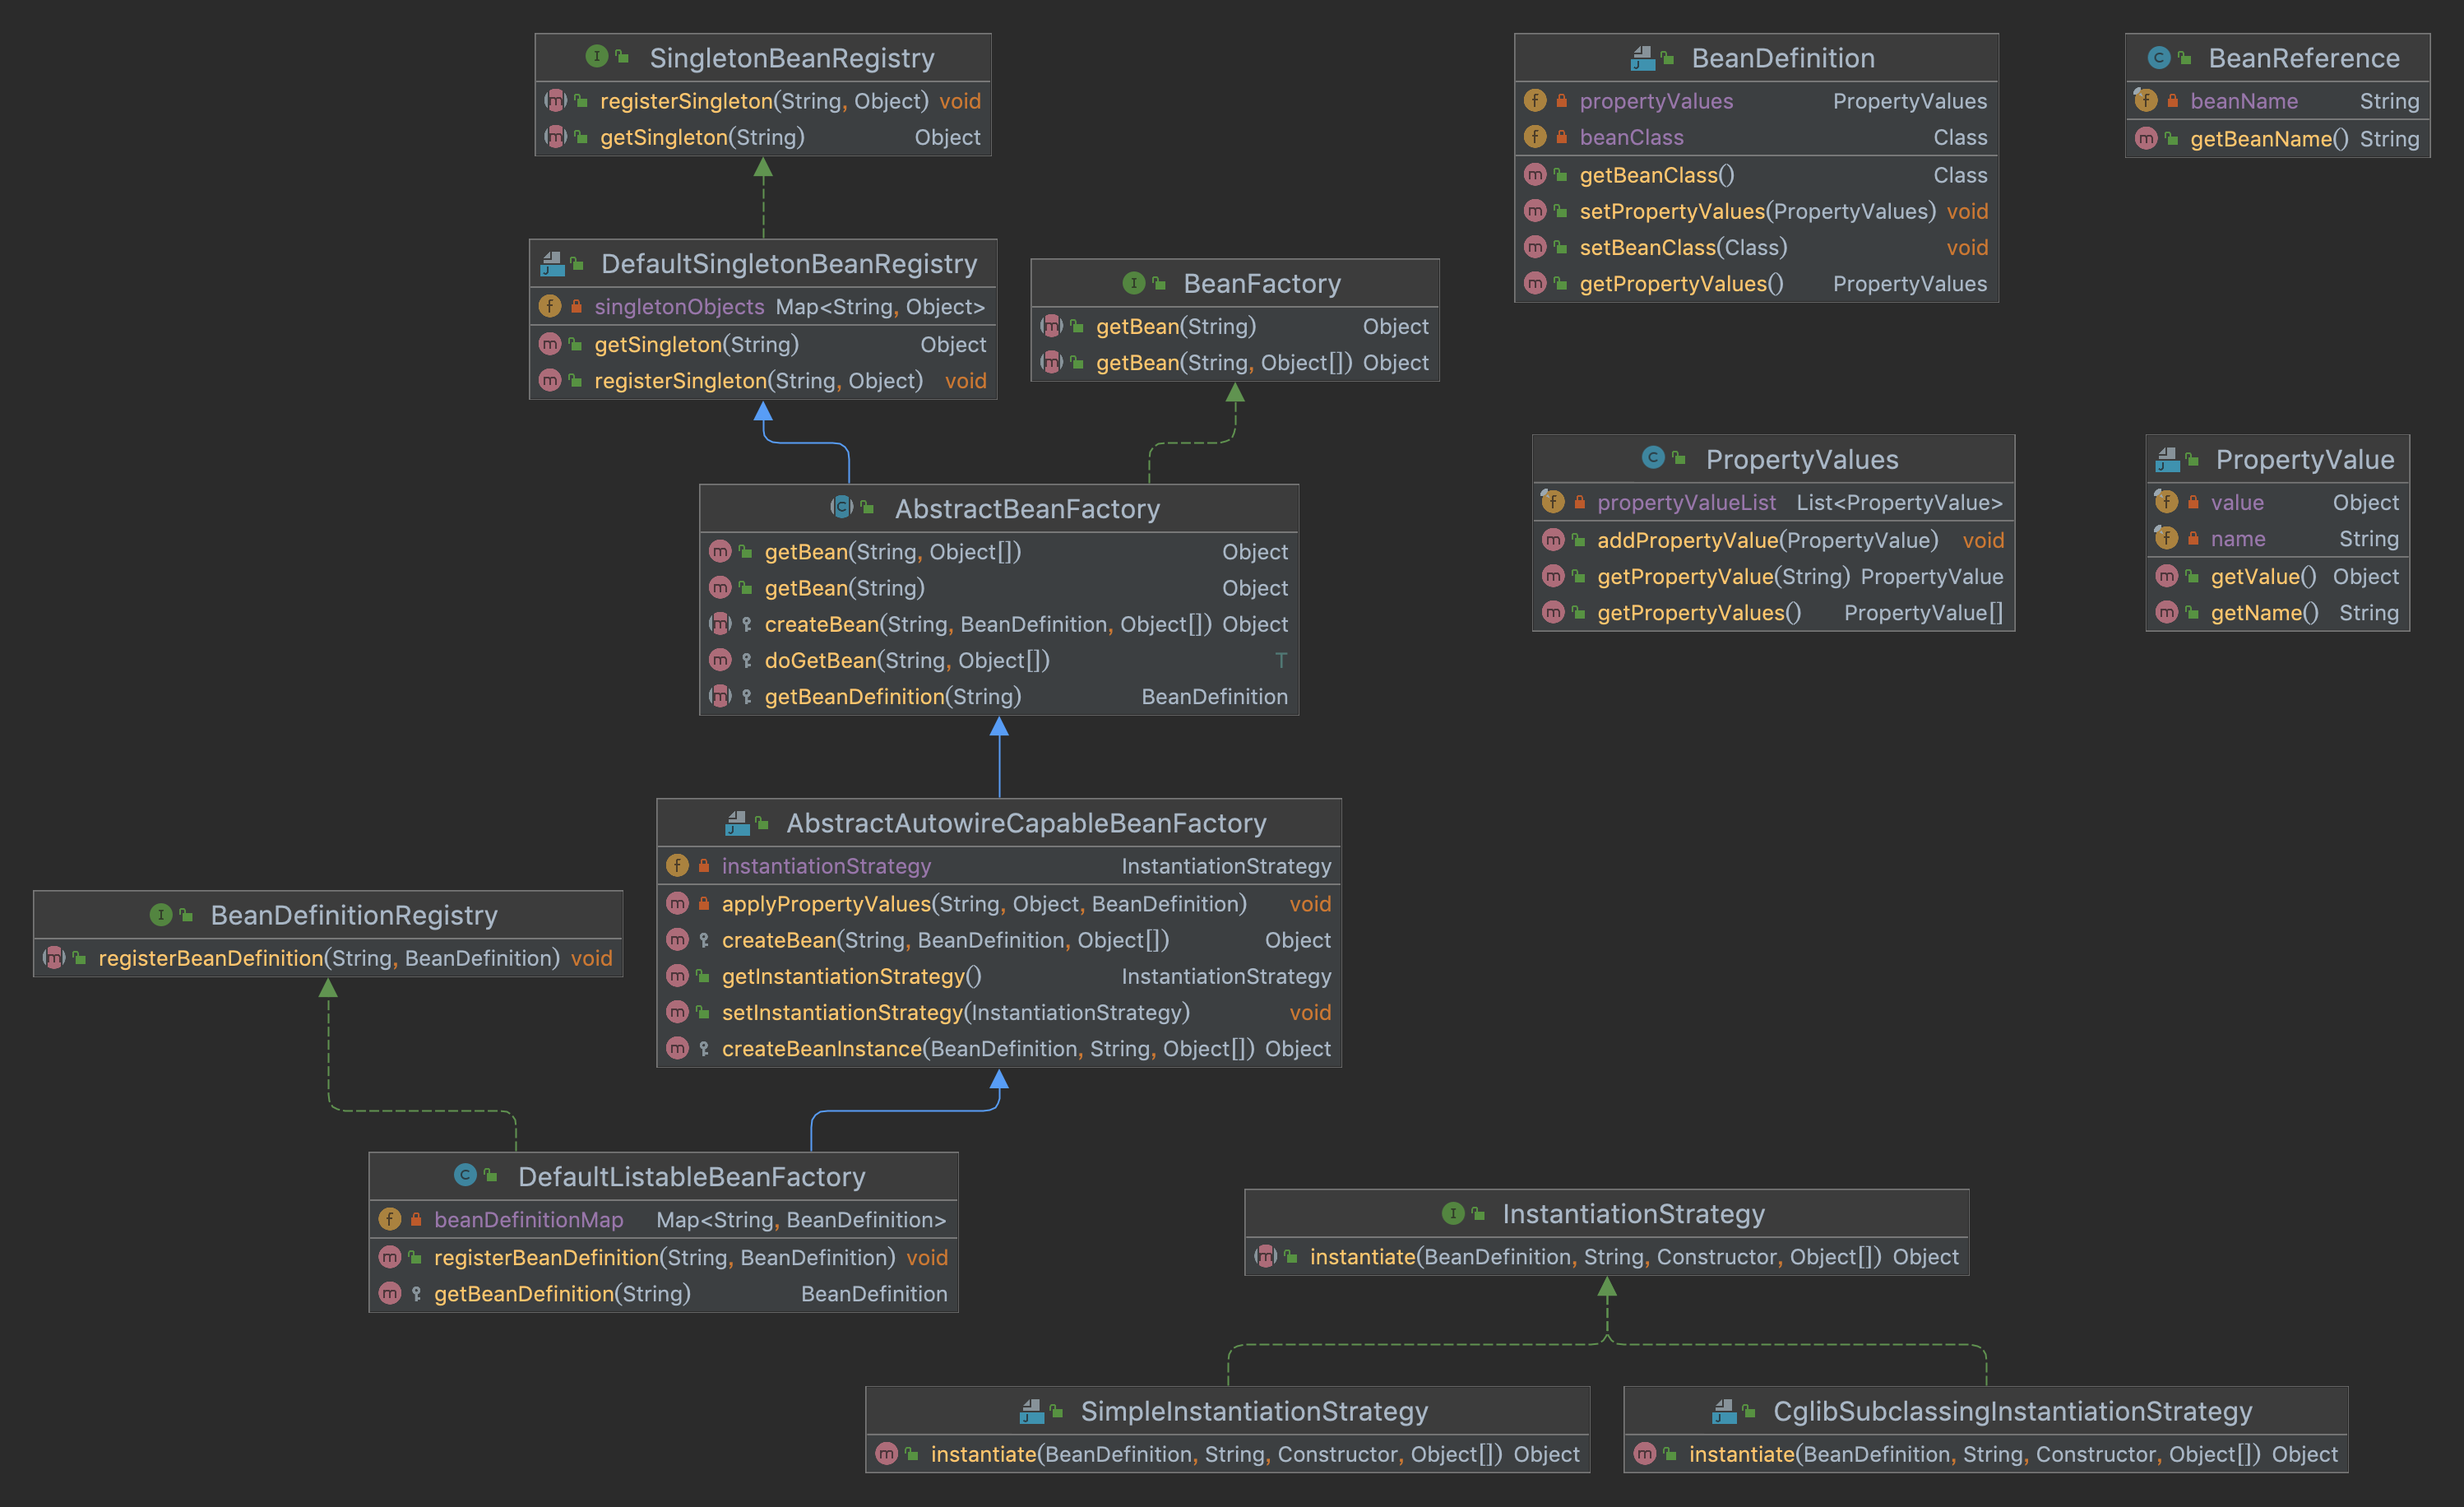 SingletonBeanRegistry
registerSingleton(String, Object) void
getSingleton(String) Object
DefaultSingletonBeanRegistry
singletonObjects Map<String, Object>
getSingleton(String) Object
registerSingleton(String, Object) void
BeanFactory
getBean(String) Object
getBean(String, Object[]) Object
BeanDefinition
propertyValues PropertyValues
beanClass Class
getBeanClass() Class
setPropertyValues(PropertyValues) void
setBeanClass(Class) void
getPropertyValues() PropertyValues
BeanReference
beanName String
getBeanName() String
AbstractBeanFactory
getBean(String, Object[]) Object
getBean(String) Object
createBean(String, BeanDefinition, Object[]) Object
doGetBean(String, Object[]) T
getBeanDefinition(String) BeanDefinition
PropertyValues
propertyValueList List<PropertyValue>
addPropertyValue(PropertyValue) void
getPropertyValue(String) PropertyValue
getPropertyValues() PropertyValue[]
PropertyValue
value Object
name String
getValue() Object
getName() String
AbstractAutowireCapableBeanFactory
instantiationStrategy InstantiationStrategy
applyPropertyValues(String, Object, BeanDefinition) void
createBean(String, BeanDefinition, Object[]) Object
getInstantiationStrategy() InstantiationStrategy
setInstantiationStrategy(InstantiationStrategy) void
createBeanInstance(BeanDefinition, String, Object[]) Object
BeanDefinitionRegistry
registerBeanDefinition(String, BeanDefinition) void
DefaultListableBeanFactory
beanDefinitionMap Map<String, BeanDefinition>
registerBeanDefinition(String, BeanDefinition) void
getBeanDefinition(String) BeanDefinition
InstantiationStrategy
instantiate(BeanDefinition, String, Constructor, Object[]) Object
SimpleInstantiationStrategy
instantiate(BeanDefinition, String, Constructor, Object[]) Object
CglibSubclassingInstantiationStrategy
instantiate(BeanDefinition, String, Constructor, Object[]) Object